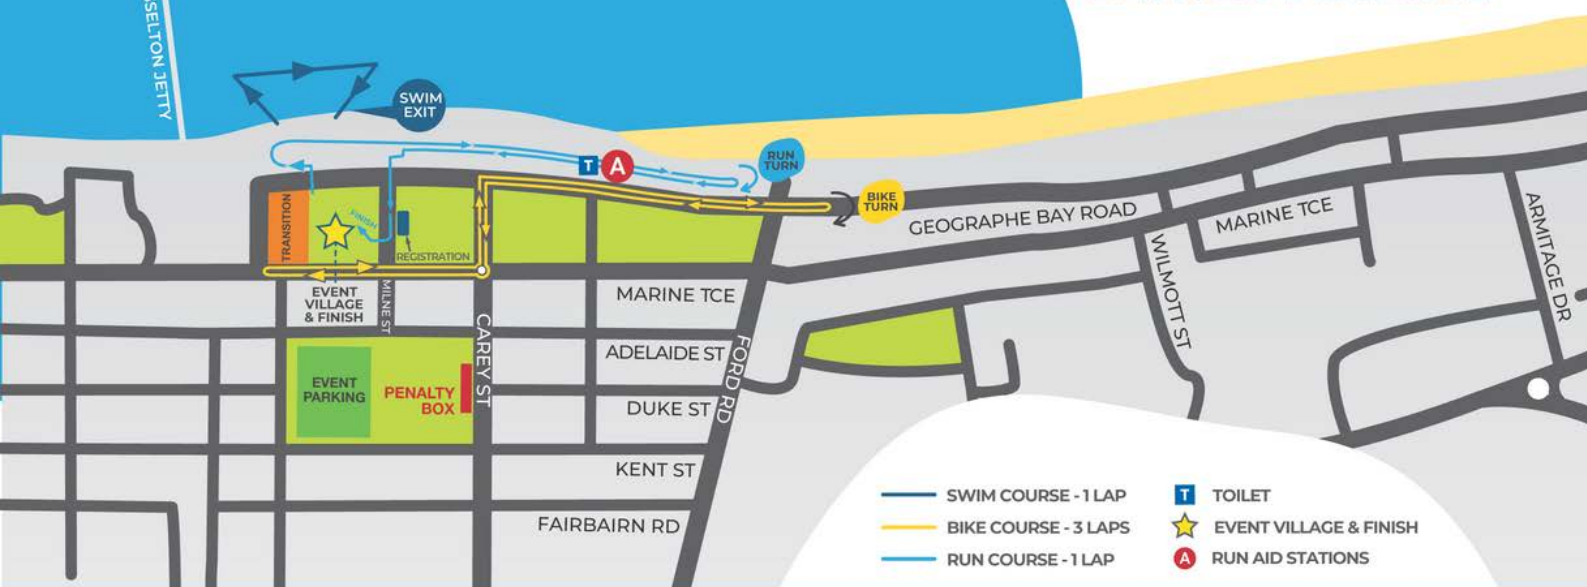 SSELTON JETTY
SWIM
EXIT
RUN
TURN
BIKE
TURN
T
A
TRANSITION
FINISH
REGISTRATION
GEOGRAPHE BAY ROAD
MARINE TCE
ARMITAGE DR
WILMOTT ST
EVENT
VILLAGE
& FINISH
MILNE ST
MARINE TCE
CAREY ST
ADELAIDE ST
FORD RD
EVENT
PARKING
PENALTY
BOX
DUKE ST
KENT ST
FAIRBAIRN RD
SWIM COURSE - 1 LAP
BIKE COURSE - 3 LAPS
RUN COURSE - 1 LAP
T TOILET
EVENT VILLAGE & FINISH
A RUN AID STATIONS